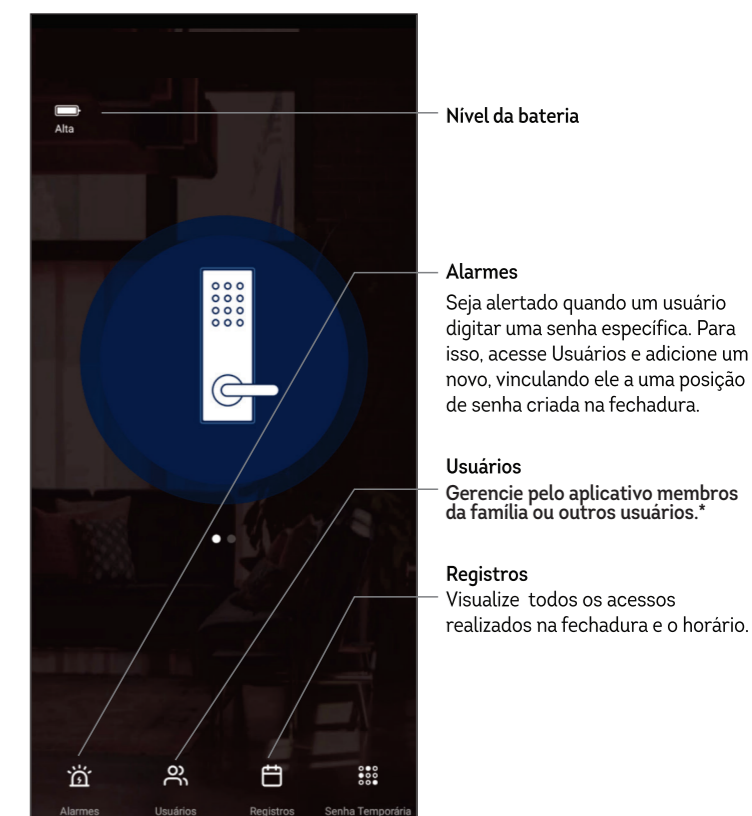 Alta
Nível da bateria
Alarmes
Seja alertado quando um usuário
digitar uma senha específica. Para
isso, acesse Usuários e adicione um
novo, vinculando ele a uma posição
de senha criada na fechadura.
Usuários
Gerencie pelo aplicativo membros
da família ou outros usuários.*
Registros
Visualize  todos os acessos
realizados na fechadura e o horário.
Alarmes
Usuários
Registros
Senha Temporária